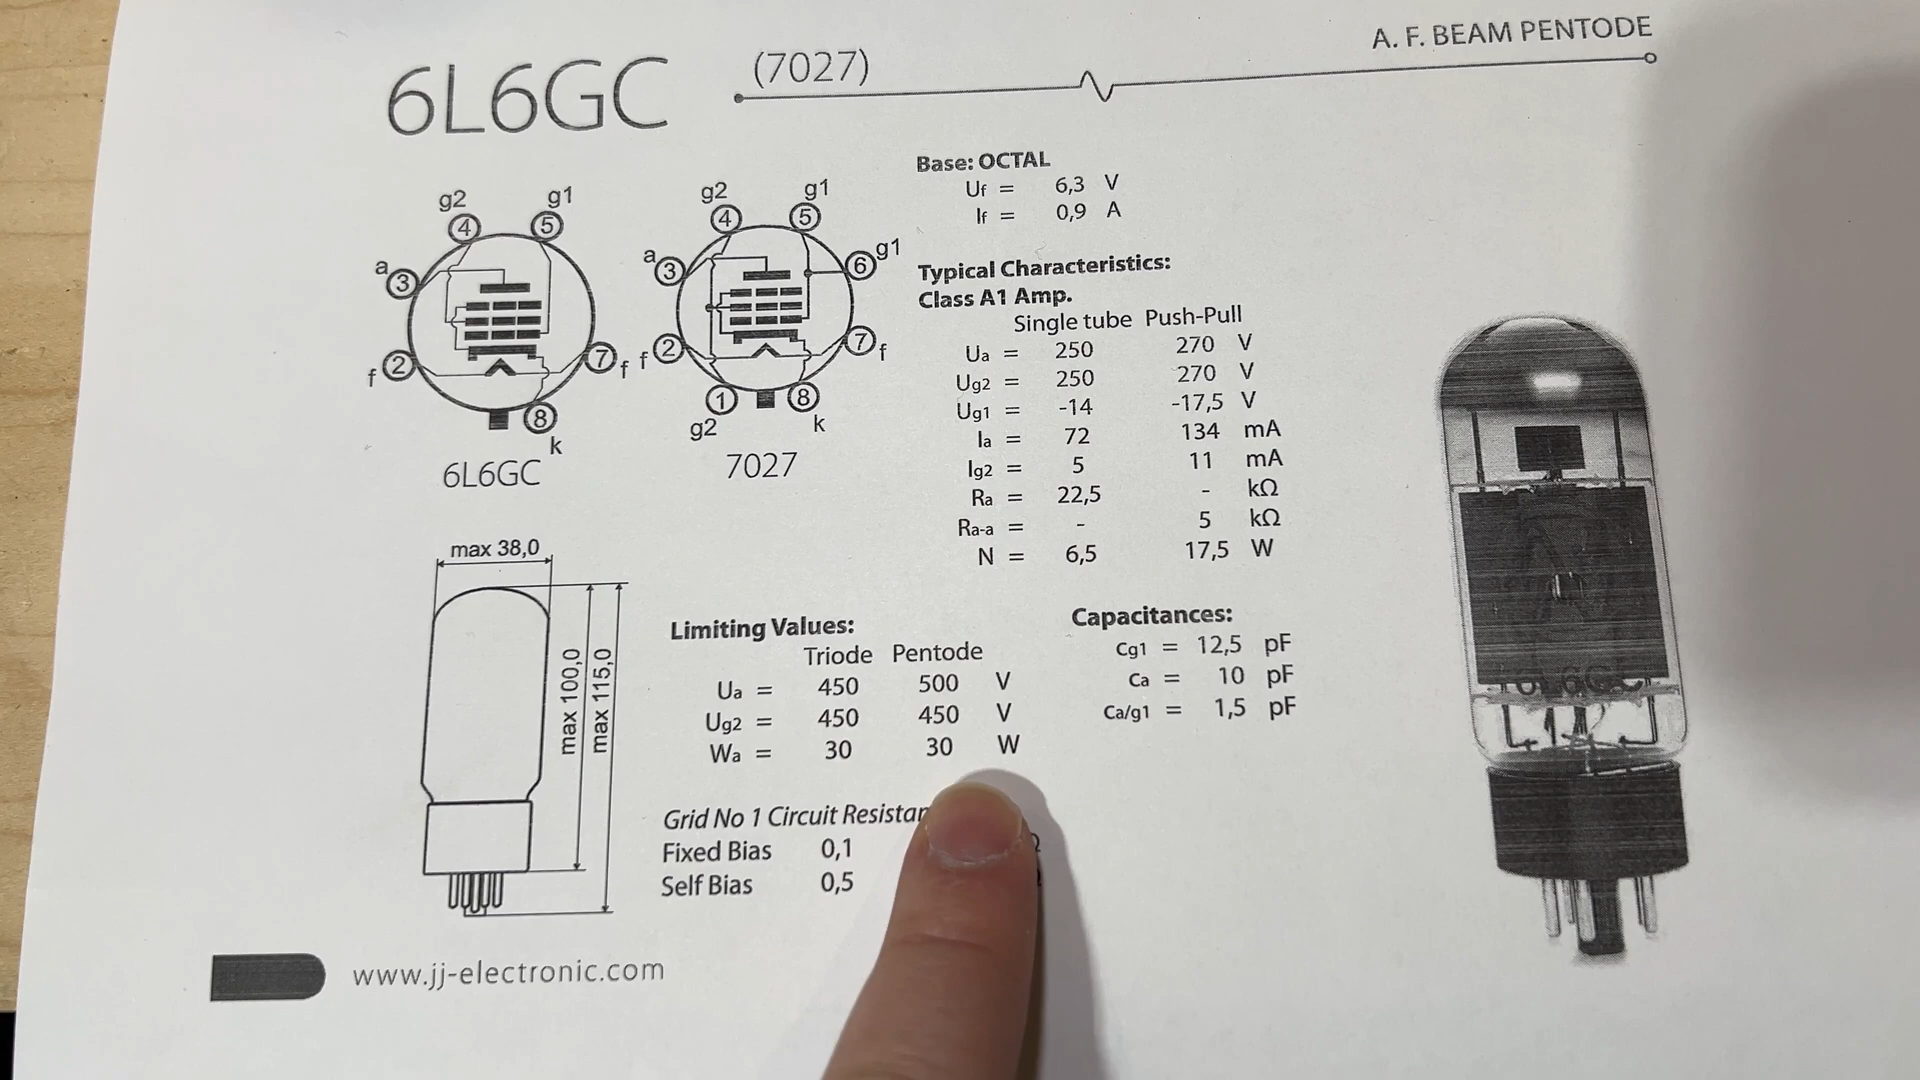 A. F. BEAM PENTODE
6L6GC (7027)
g2 g1
4 5
a 3
f 2 7 f
8
k
6L6GC
g2 g1
4 5
a 3 6 g1
f 2 7 f
1 8
g2 k
7027
Base: OCTAL
Uf = 6,3 V
If = 0,9 A
Typical Characteristics:
Class A1 Amp.
Single tube Push-Pull
Ua = 250 270 V
Ug2 = 250 270 V
Ug1 = -14 -17,5 V
Ia = 72 134 mA
Ig2 = 5 11 mA
Ra = 22,5 - kΩ
Ra-a = - 5 kΩ
N = 6,5 17,5 W
max 38,0
max 100,0
max 115,0
Limiting Values:
Triode Pentode
Ua = 450 500 V
Ug2 = 450 450 V
Wa = 30 30 W
Grid No 1 Circuit
Fixed Bias 0,1
Self Bias 0,5
Capacitances:
Cg1 = 12,5 pF
Ca = 10 pF
Ca/g1 = 1,5 pF
6L6GC
www.jj-electronic.com